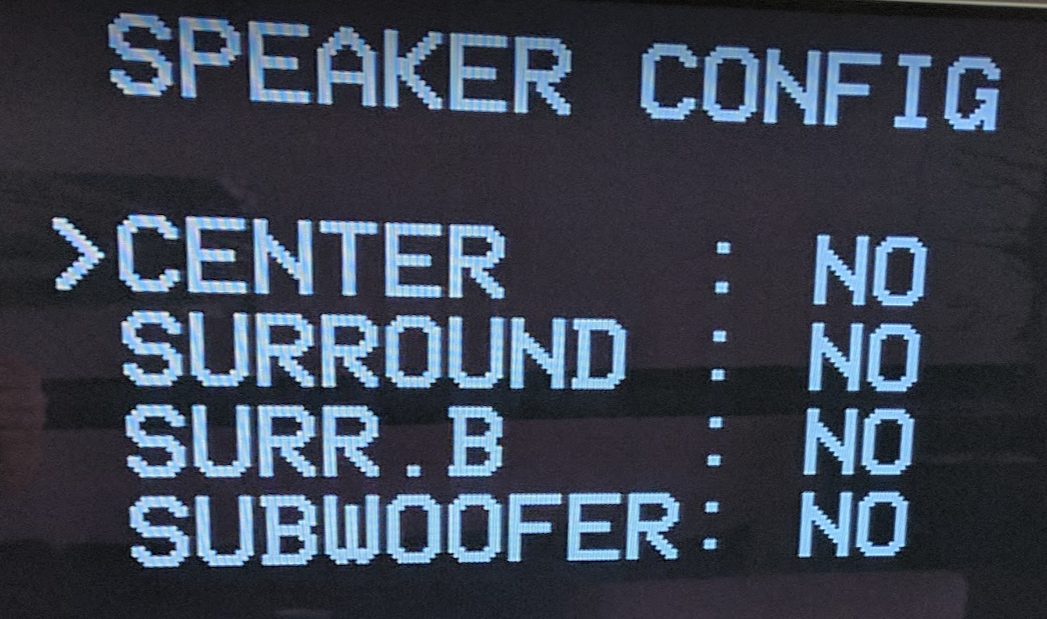 SPEAKER CONFIG
>CENTER : NO
SURROUND : NO
SURR.B : NO
SUBWOOFER: NO